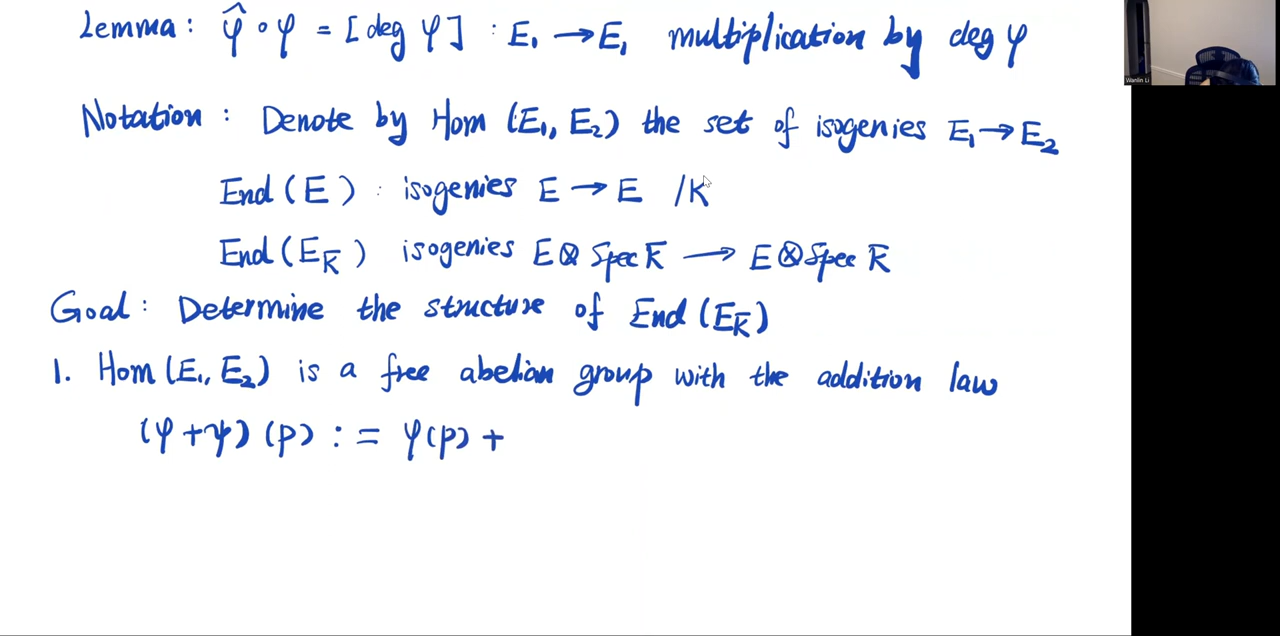 Lemma : φ̂ ∘ φ = [deg φ] : E₁ → E₁ multiplication by deg φ
Wanlin Li
Notation : Denote by Hom (E₁, E₂) the set of isogenies E₁ → E₂
End (E) : isogenies E → E /K
End (E_K̄) isogenies E ⊗ Spec K̄ → E ⊗ Spec K̄
Goal : Determine the structure of End (E_K̄)
1. Hom (E₁, E₂) is a free abelian group with the addition law
(φ + ψ) (p) := φ(p) +